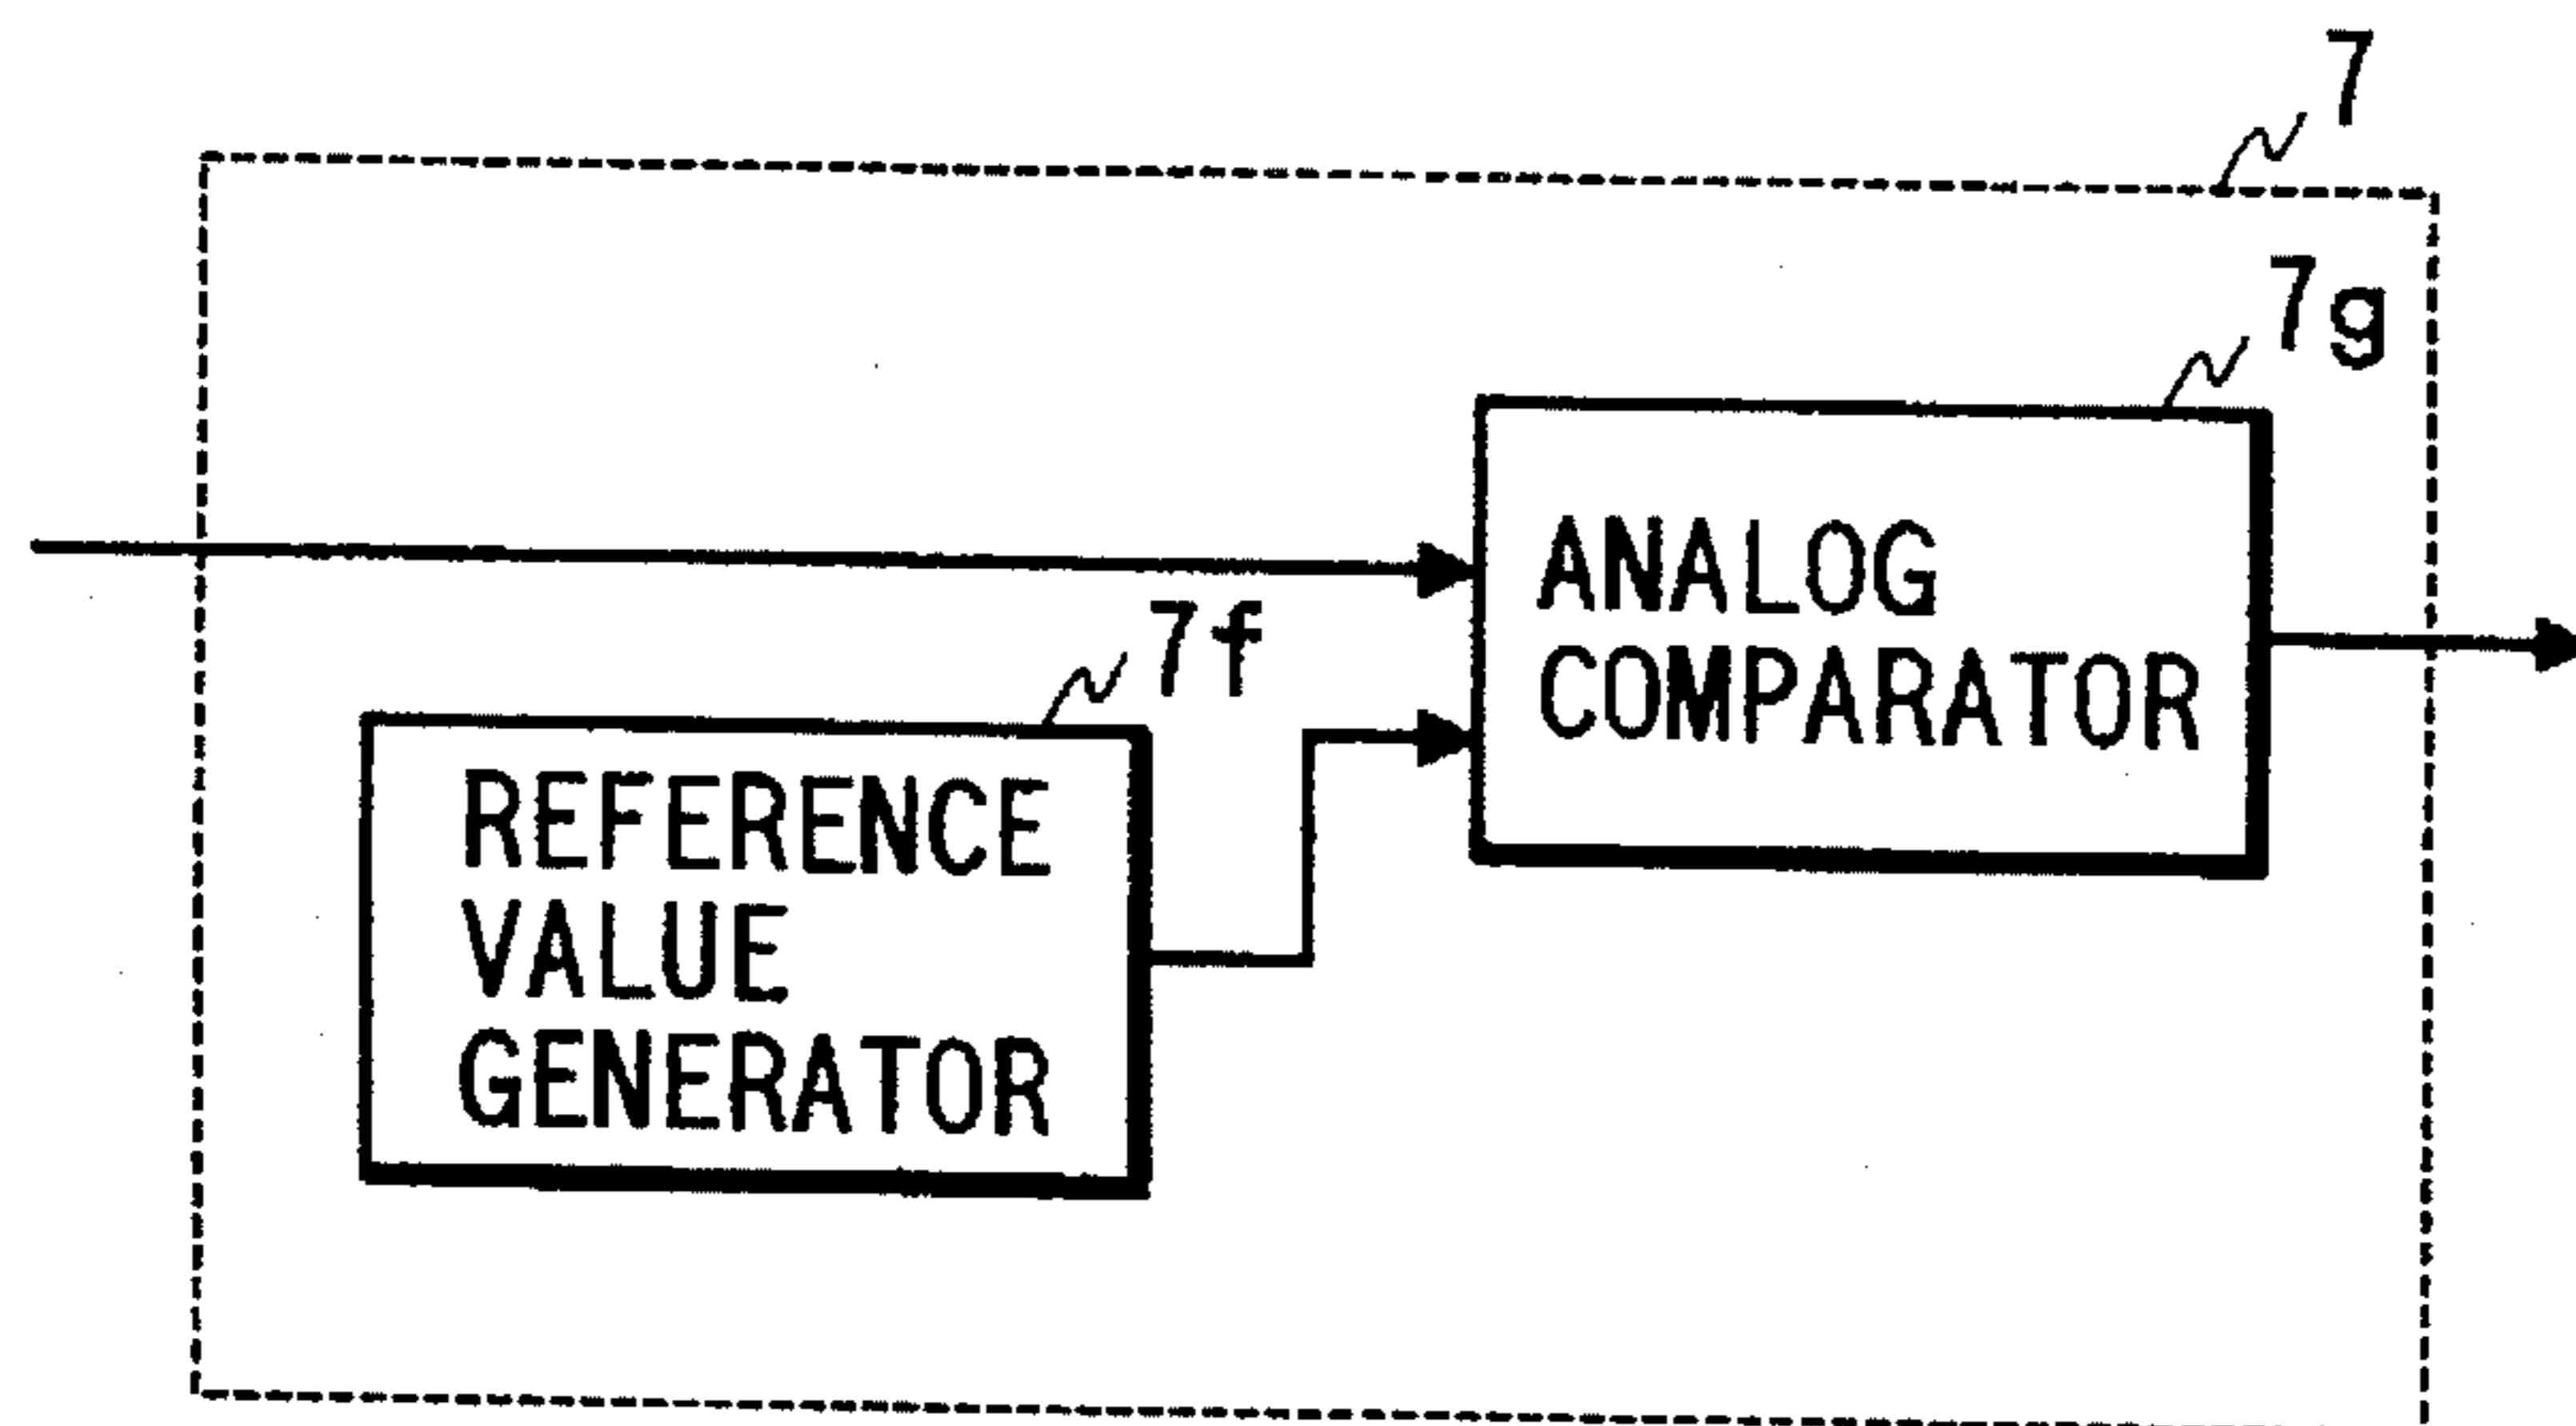 7
7g
ANALOG
COMPARATOR
7f
REFERENCE
VALUE
GENERATOR